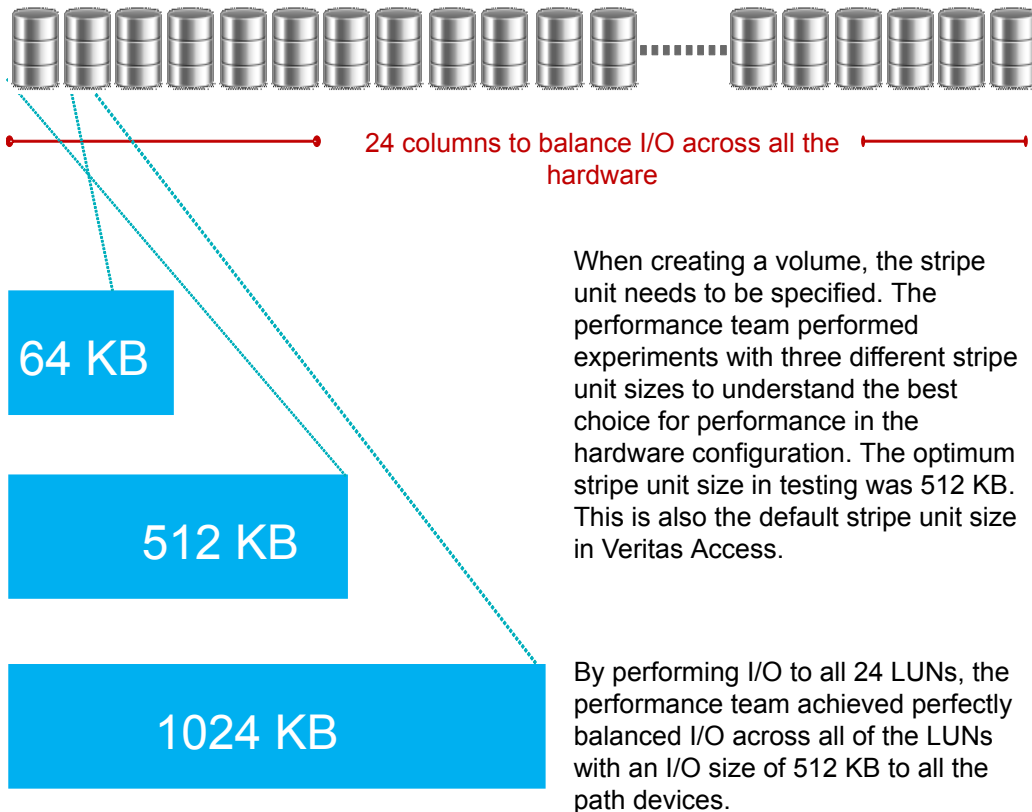 24 columns to balance I/O across all the
hardware
64 KB
512 KB
1024 KB
When creating a volume, the stripe
unit needs to be specified. The
performance team performed
experiments with three different stripe
unit sizes to understand the best
choice for performance in the
hardware configuration. The optimum
stripe unit size in testing was 512 KB.
This is also the default stripe unit size
in Veritas Access.
By performing I/O to all 24 LUNs, the
performance team achieved perfectly
balanced I/O across all of the LUNs
with an I/O size of 512 KB to all the
path devices.